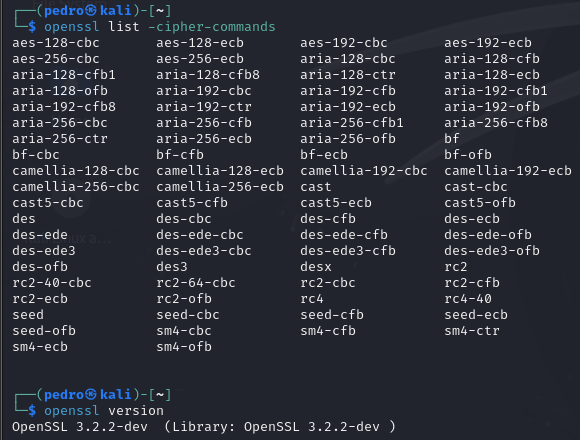 ┌──(pedro㉿kali)-[~]
└─$ openssl list -cipher-commands
aes-128-cbc aes-128-ecb aes-192-cbc aes-192-ecb
aes-256-cbc aes-256-ecb aria-128-cbc aria-128-cfb
aria-128-cfb1 aria-128-cfb8 aria-128-ctr aria-128-ecb
aria-128-ofb aria-192-cbc aria-192-cfb aria-192-cfb1
aria-192-cfb8 aria-192-ctr aria-192-ecb aria-192-ofb
aria-256-cbc aria-256-cfb aria-256-cfb1 aria-256-cfb8
aria-256-ctr aria-256-ecb aria-256-ofb bf
bf-cbc bf-cfb bf-ecb bf-ofb
camellia-128-cbc camellia-128-ecb camellia-192-cbc camellia-192-ecb
camellia-256-cbc camellia-256-ecb cast cast-cbc
cast5-cbc cast5-cfb cast5-ecb cast5-ofb
des des-cbc des-cfb des-ecb
des-ede des-ede-cbc des-ede-cfb des-ede-ofb
des-ede3 des-ede3-cbc des-ede3-cfb des-ede3-ofb
des-ofb des3 desx rc2
rc2-40-cbc rc2-64-cbc rc2-cbc rc2-cfb
rc2-ecb rc2-ofb rc4 rc4-40
seed seed-cbc seed-cfb seed-ecb
seed-ofb sm4-cbc sm4-cfb sm4-ctr
sm4-ecb sm4-ofb
┌──(pedro㉿kali)-[~]
└─$ openssl version
OpenSSL 3.2.2-dev (Library: OpenSSL 3.2.2-dev )